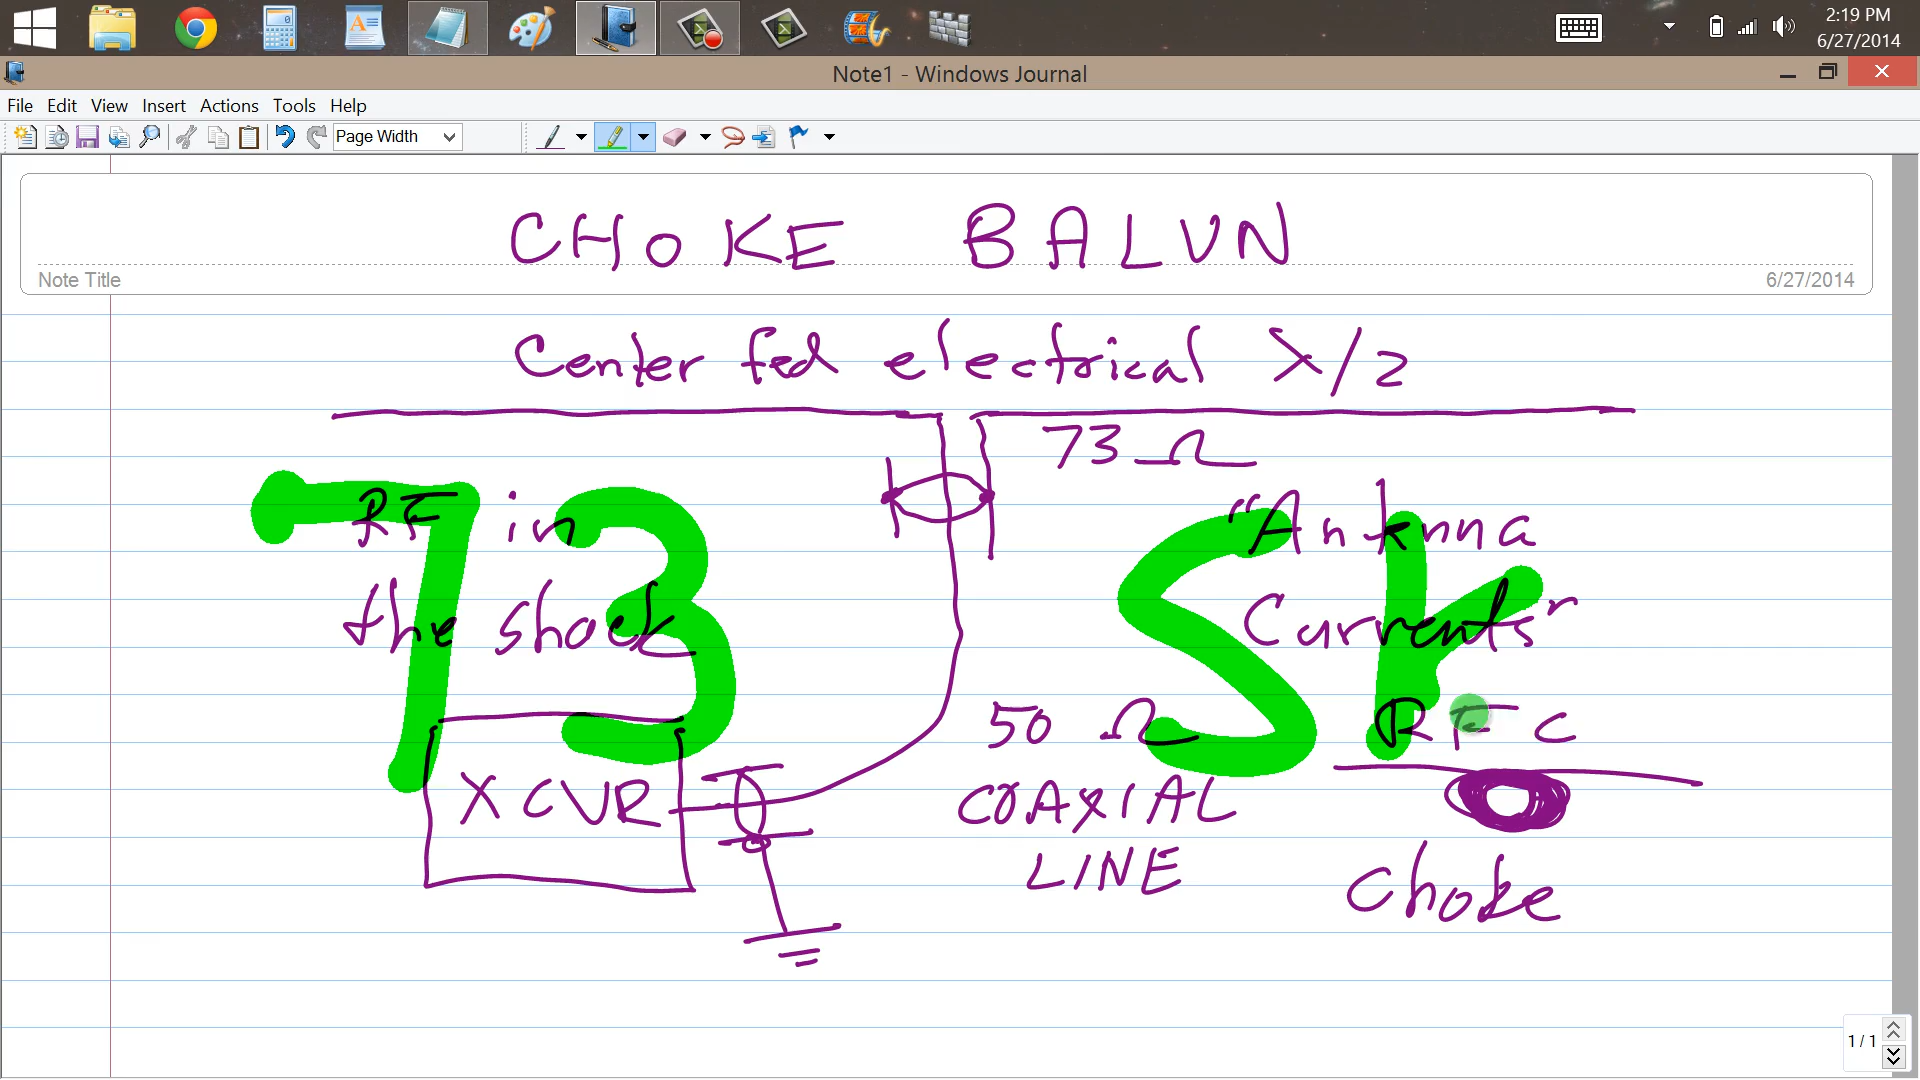 2:19 PM
6/27/2014
Note1 - Windows Journal
File Edit View Insert Actions Tools Help
Page Width
CHOKE BALUN
Note Title
6/27/2014
Center fed electrical λ/2
73 Ω
RF in
the shack
73
"Antenna
Currents"
SK
50 Ω
COAXIAL
LINE
RFC
Choke
XCVR
1 / 1